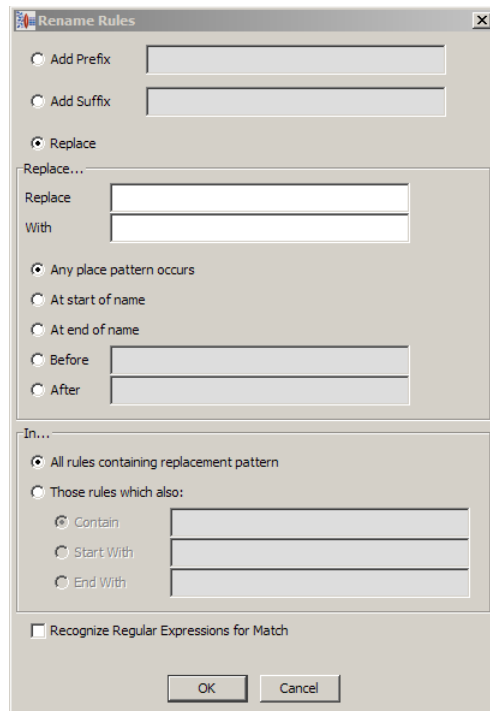 Rename Rules
Add Prefix
Add Suffix
Replace
Replace...
Replace
With
Any place pattern occurs
At start of name
At end of name
Before
After
In...
All rules containing replacement pattern
Those rules which also:
Contain
Start With
End With
Recognize Regular Expressions for Match
OK Cancel